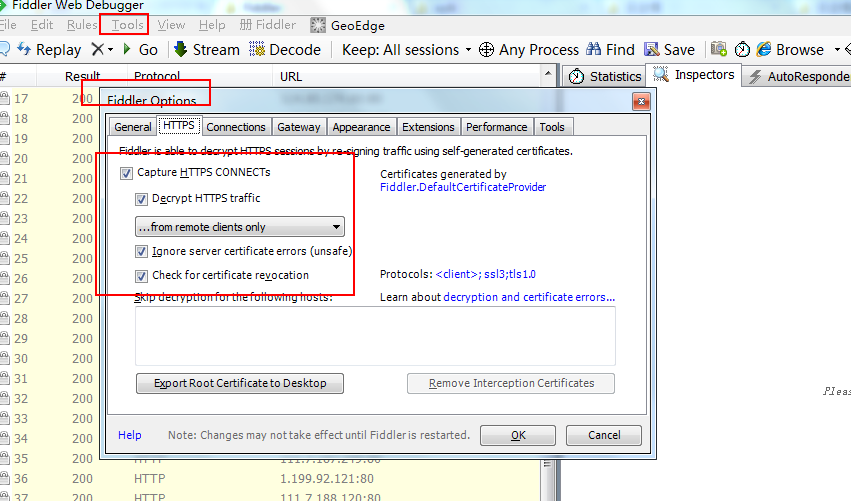 Fiddler Web Debugger
File Edit Rules Tools View Help Fiddler GeoEdge
Replay Go Stream Decode Keep: All sessions Any Process Find Save Browse
# Result Protocol URL Statistics Inspectors AutoResponde
17 200
Fiddler Options
18 200
General HTTPS Connections Gateway Appearance Extensions Performance Tools
19 200
20 200
Fiddler is able to decrypt HTTPS sessions by re-signing traffic using self-generated certificates.
21 200
Capture HTTPS CONNECTs Certificates generated by
Fiddler.DefaultCertificateProvider
22 200
Decrypt HTTPS traffic
23 200
...from remote clients only
24 200
Ignore server certificate errors (unsafe)
25 200
26 200
Check for certificate revocation Protocols: <client>; ssl3;tls1.0
27 200
Skip decryption for the following hosts: Learn about decryption and certificate errors...
28 200
29 200
30 200
31 200
Export Root Certificate to Desktop Remove Interception Certificates
32 200
Pleas
33 200
34 200
Help Note: Changes may not take effect until Fiddler is restarted. OK Cancel
35 200 HTTP
36 200 HTTP 1.199.92.121:80
37 200 HTTP 111.7.188.120:80